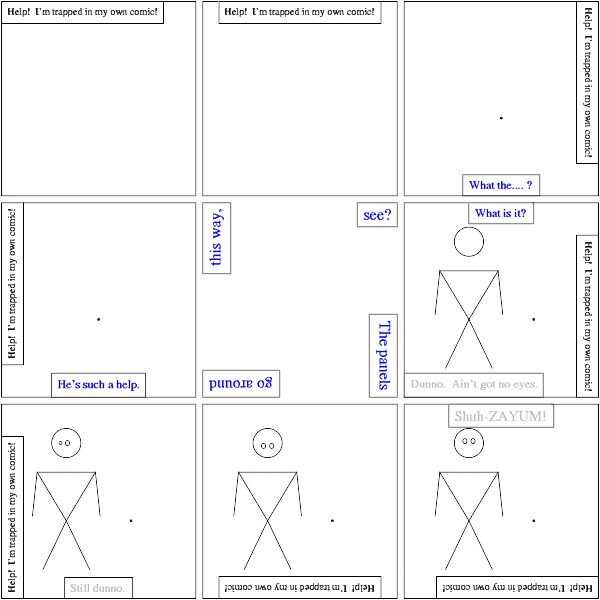 Help!  I'm trapped in my own comic!
Help!  I'm trapped in my own comic!
Help!  I'm trapped in my own comic!
What the.... ?
Help!  I'm trapped in my own comic!
He's such a help.
The panels
go around
this way,
see?
What is it?
Help!  I'm trapped in my own comic!
Dunno.  Ain't got no eyes.
Help!  I'm trapped in my own comic!
Still dunno.
Help!  I'm trapped in my own comic!
Shuh-ZAYUM!
Help!  I'm trapped in my own comic!